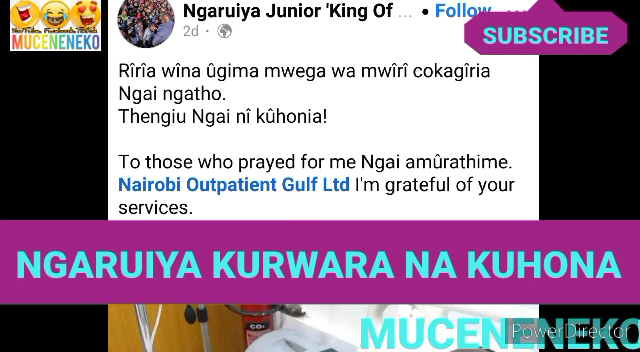 MUCENENEKO
Ngaruiya Junior 'King Of ... • Follow
2d
SUBSCRIBE
Rîrîa wîna ûgima mwega wa mwîrî cokagîria
Ngai ngatho.
Thengiu Ngai nî kûhonia!
To those who prayed for me Ngai amûrathime.
Nairobi Outpatient Gulf Ltd I'm grateful of your
services.
NGARUIYA KURWARA NA KUHONA
CO₂
MUCENENEKO
PowerDirector